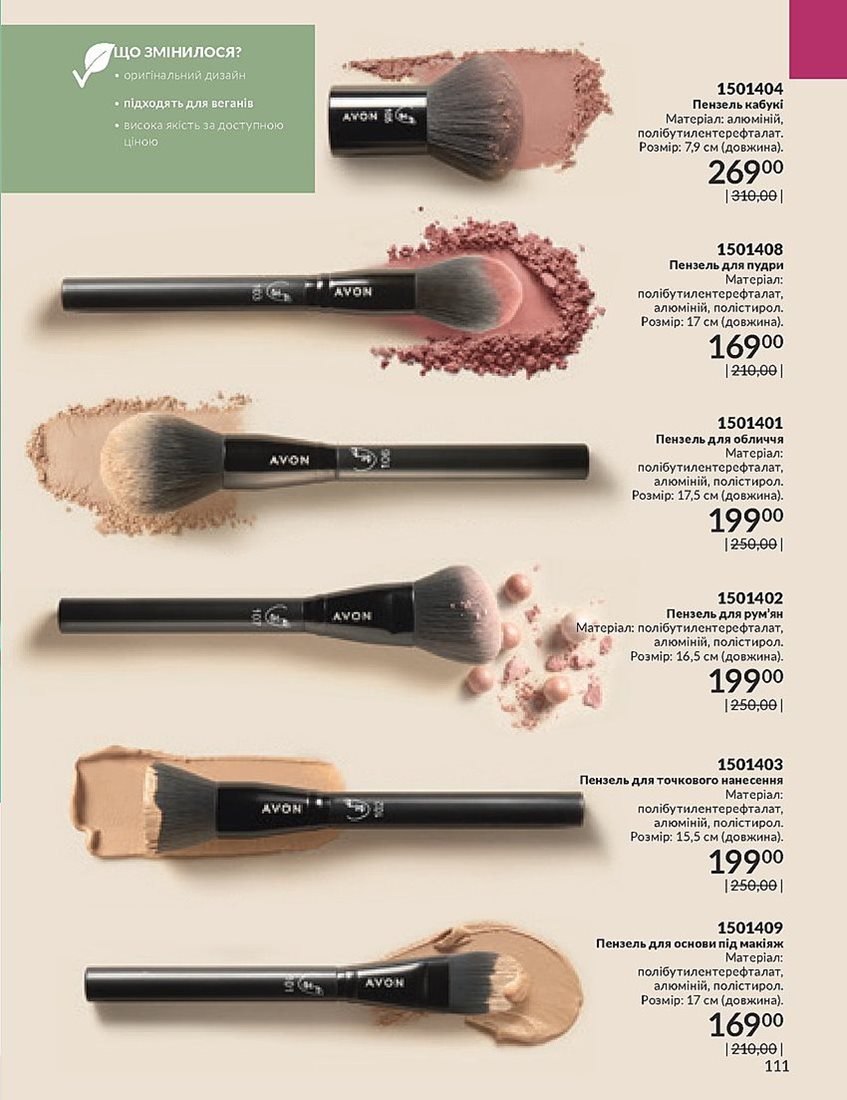 ЩО ЗМІНИЛОСЯ?
• оригінальний дизайн
• підходять для веганів
• висока якість за доступною
ціною
AVON
105
1501404
Пензель кабукі
Матеріал: алюміній,
полібутилентерефталат.
Розмір: 7,9 см (довжина).
269⁰⁰
|310,00|
103
AVON
1501408
Пензель для пудри
Матеріал:
полібутилентерефталат,
алюміній, полістирол.
Розмір: 17 см (довжина).
169⁰⁰
|210,00|
AVON
106
1501401
Пензель для обличчя
Матеріал:
полібутилентерефталат,
алюміній, полістирол.
Розмір: 17,5 см (довжина).
199⁰⁰
|250,00|
107
AVON
1501402
Пензель для рум'ян
Матеріал: полібутилентерефталат,
алюміній, полістирол.
Розмір: 16,5 см (довжина).
199⁰⁰
|250,00|
AVON
102
1501403
Пензель для точкового нанесення
Матеріал:
полібутилентерефталат,
алюміній, полістирол.
Розмір: 15,5 см (довжина).
199⁰⁰
|250,00|
AVON
1501409
Пензель для основи під макіяж
Матеріал:
полібутилентерефталат,
алюміній, полістирол.
Розмір: 17 см (довжина).
169⁰⁰
|210,00|
111